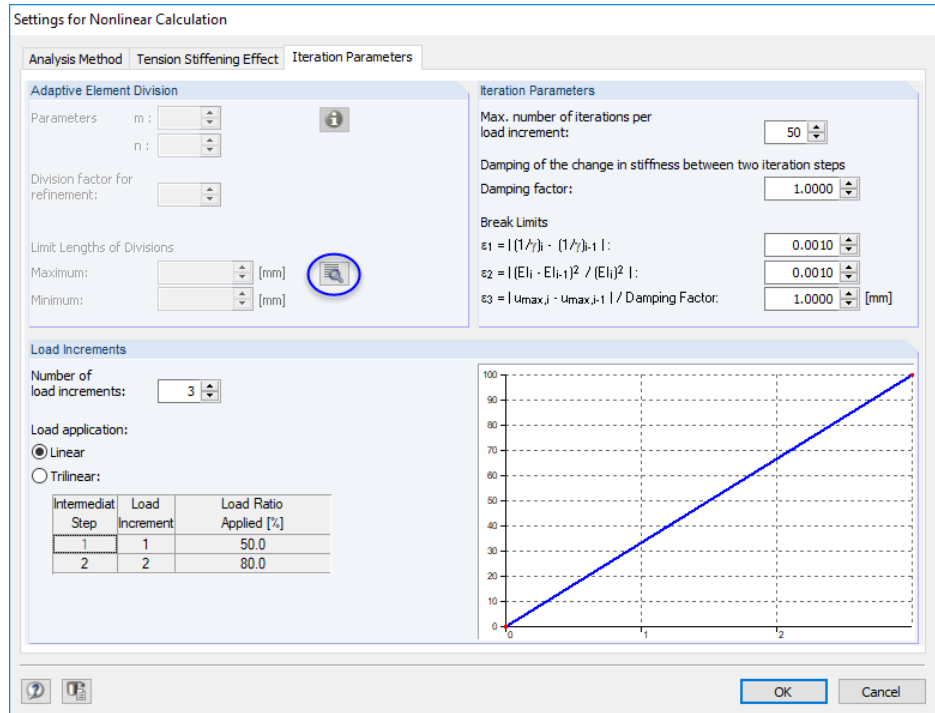 Settings for Nonlinear Calculation
Analysis Method Tension Stiffening Effect Iteration Parameters
Adaptive Element Division
Parameters m :
n :
Division factor for
refinement:
Limit Lengths of Divisions
Maximum: [mm]
Minimum: [mm]
Iteration Parameters
Max. number of iterations per
load increment: 50
Damping of the change in stiffness between two iteration steps
Damping factor: 1.0000
Break Limits
ε1 = | (1/γ)i - (1/γ)i-1 | : 0.0010
ε2 = | (EIi - EIi-1)² / (EIi)² | : 0.0010
ε3 = | umax,i - umax,i-1 | / Damping Factor: 1.0000 [mm]
Load Increments
Number of
load increments: 3
Load application:
Linear
Trilinear:
Intermediat Load Load Ratio
Step Increment Applied [%]
1 1 50.0
2 2 80.0
100
90
80
70
60
50
40
30
20
10
0
0 1 2
OK Cancel